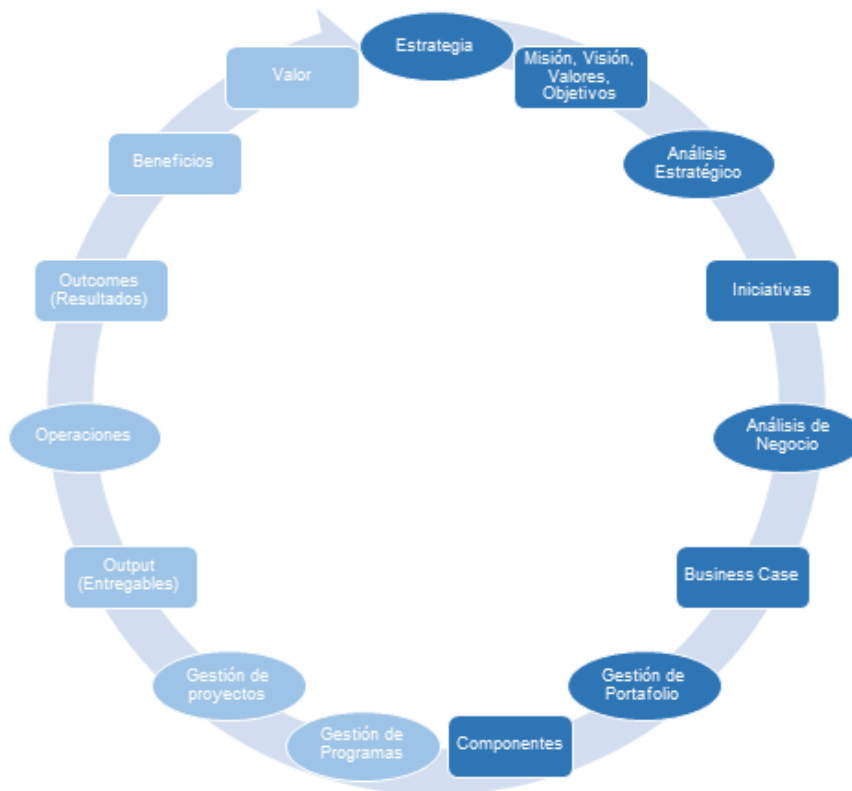 Estrategia
Misión, Visión,
Valores,
Objetivos
Análisis
Estratégico
Iniciativas
Análisis de
Negocio
Business Case
Gestión de
Portafolio
Componentes
Gestión de
Programas
Gestión de
proyectos
Output
(Entregables)
Operaciones
Outcomes
(Resultados)
Beneficios
Valor